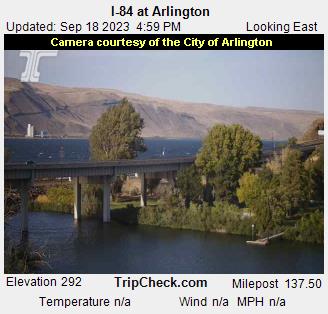 I-84 at Arlington
Updated: Sep 18 2023 4:59 PM Looking East
Camera courtesy of the City of Arlington
Elevation 292 TripCheck.com Milepost 137.50
Temperature n/a Wind n/a MPH n/a